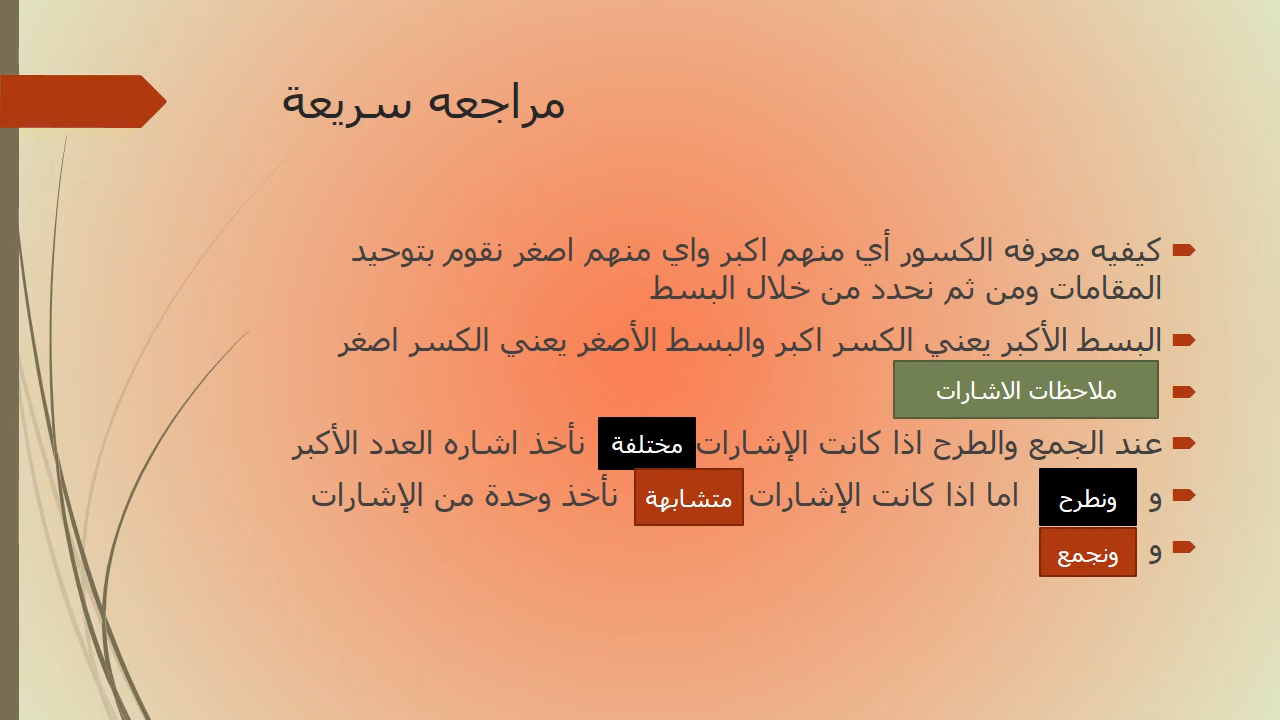 مراجعه سريعة
كيفيه معرفه الكسور أي منهم اكبر واي منهم اصغر نقوم بتوحيد
المقامات ومن ثم نحدد من خلال البسط
البسط الأكبر يعني الكسر اكبر والبسط الأصغر يعني الكسر اصغر
ملاحظات الاشارات
عند الجمع والطرح اذا كانت الإشارات مختلفة نأخذ اشاره العدد الأكبر
و ونطرح اما اذا كانت الإشارات متشابهة نأخذ وحدة من الإشارات
و ونجمع